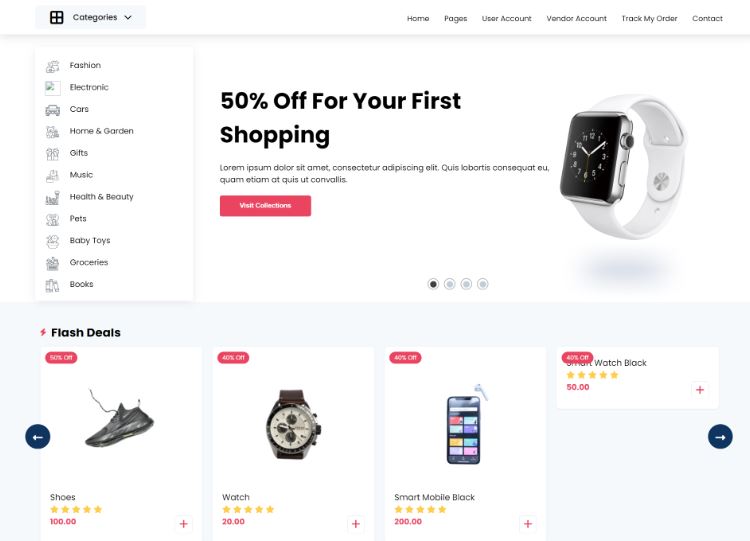 Categories
Home Pages User Account Vendor Account Track My Order Contact
Fashion
Electronic
Cars
Home & Garden
Gifts
Music
Health & Beauty
Pets
Baby Toys
Groceries
Books
50% Off For Your First
Shopping
Lorem ipsum dolor sit amet, consectetur adipiscing elit. Quis lobortis consequat eu,
quam etiam at quis ut convallis.
Visit Collections
Flash Deals
50% Off
Shoes
100.00
40% Off
Watch
20.00
40% Off
Smart Mobile Black
200.00
40% Off
Smart Watch Black
50.00